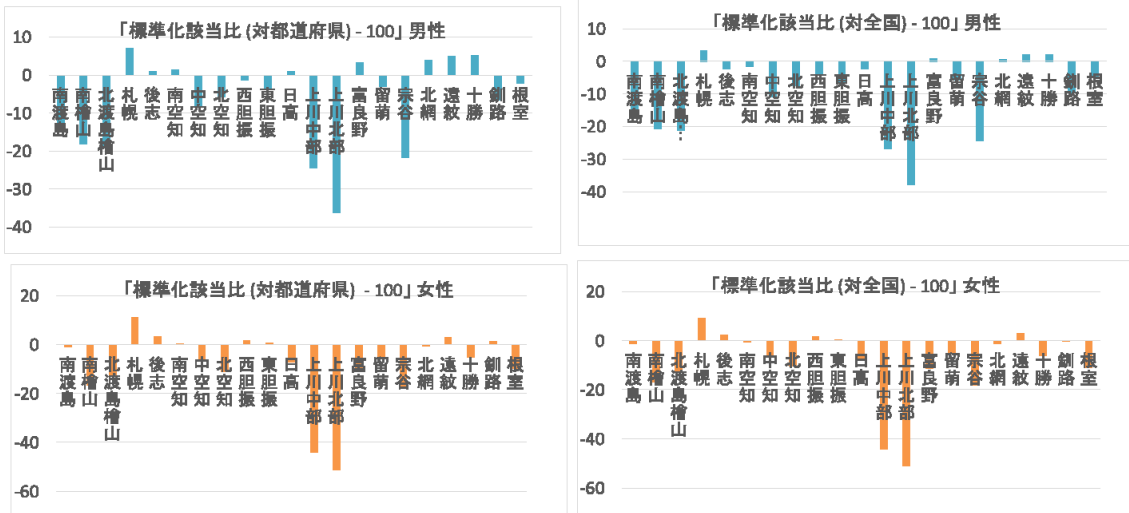 「標準化該当比 (対都道府県) - 100」 男性
10
0
-10
-20
-30
-40
南渡島
南檜山
北渡島檜山
札幌
後志
南空知
中空知
北空知
西胆振
東胆振
日高
上川中部
上川北部
富良野
留萌
宗谷
北網
遠紋
十勝
釧路
根室
「標準化該当比 (対全国) - 100」 男性
10
0
-10
-20
-30
-40
南渡島
南檜山
北渡島…
札幌
後志
南空知
中空知
北空知
西胆振
東胆振
日高
上川中部
上川北部
富良野
留萌
宗谷
北網
遠紋
十勝
釧路
根室
「標準化該当比 (対都道府県) - 100」 女性
20
0
-20
-40
-60
南渡島
南檜山
北渡島檜山
札幌
後志
南空知
中空知
北空知
西胆振
東胆振
日高
上川中部
上川北部
富良野
留萌
宗谷
北網
遠紋
十勝
釧路
根室
「標準化該当比 (対全国) - 100」 女性
20
0
-20
-40
-60
南渡島
南檜山
北渡島檜山
札幌
後志
南空知
中空知
北空知
西胆振
東胆振
日高
上川中部
上川北部
富良野
留萌
宗谷
北網
遠紋
十勝
釧路
根室